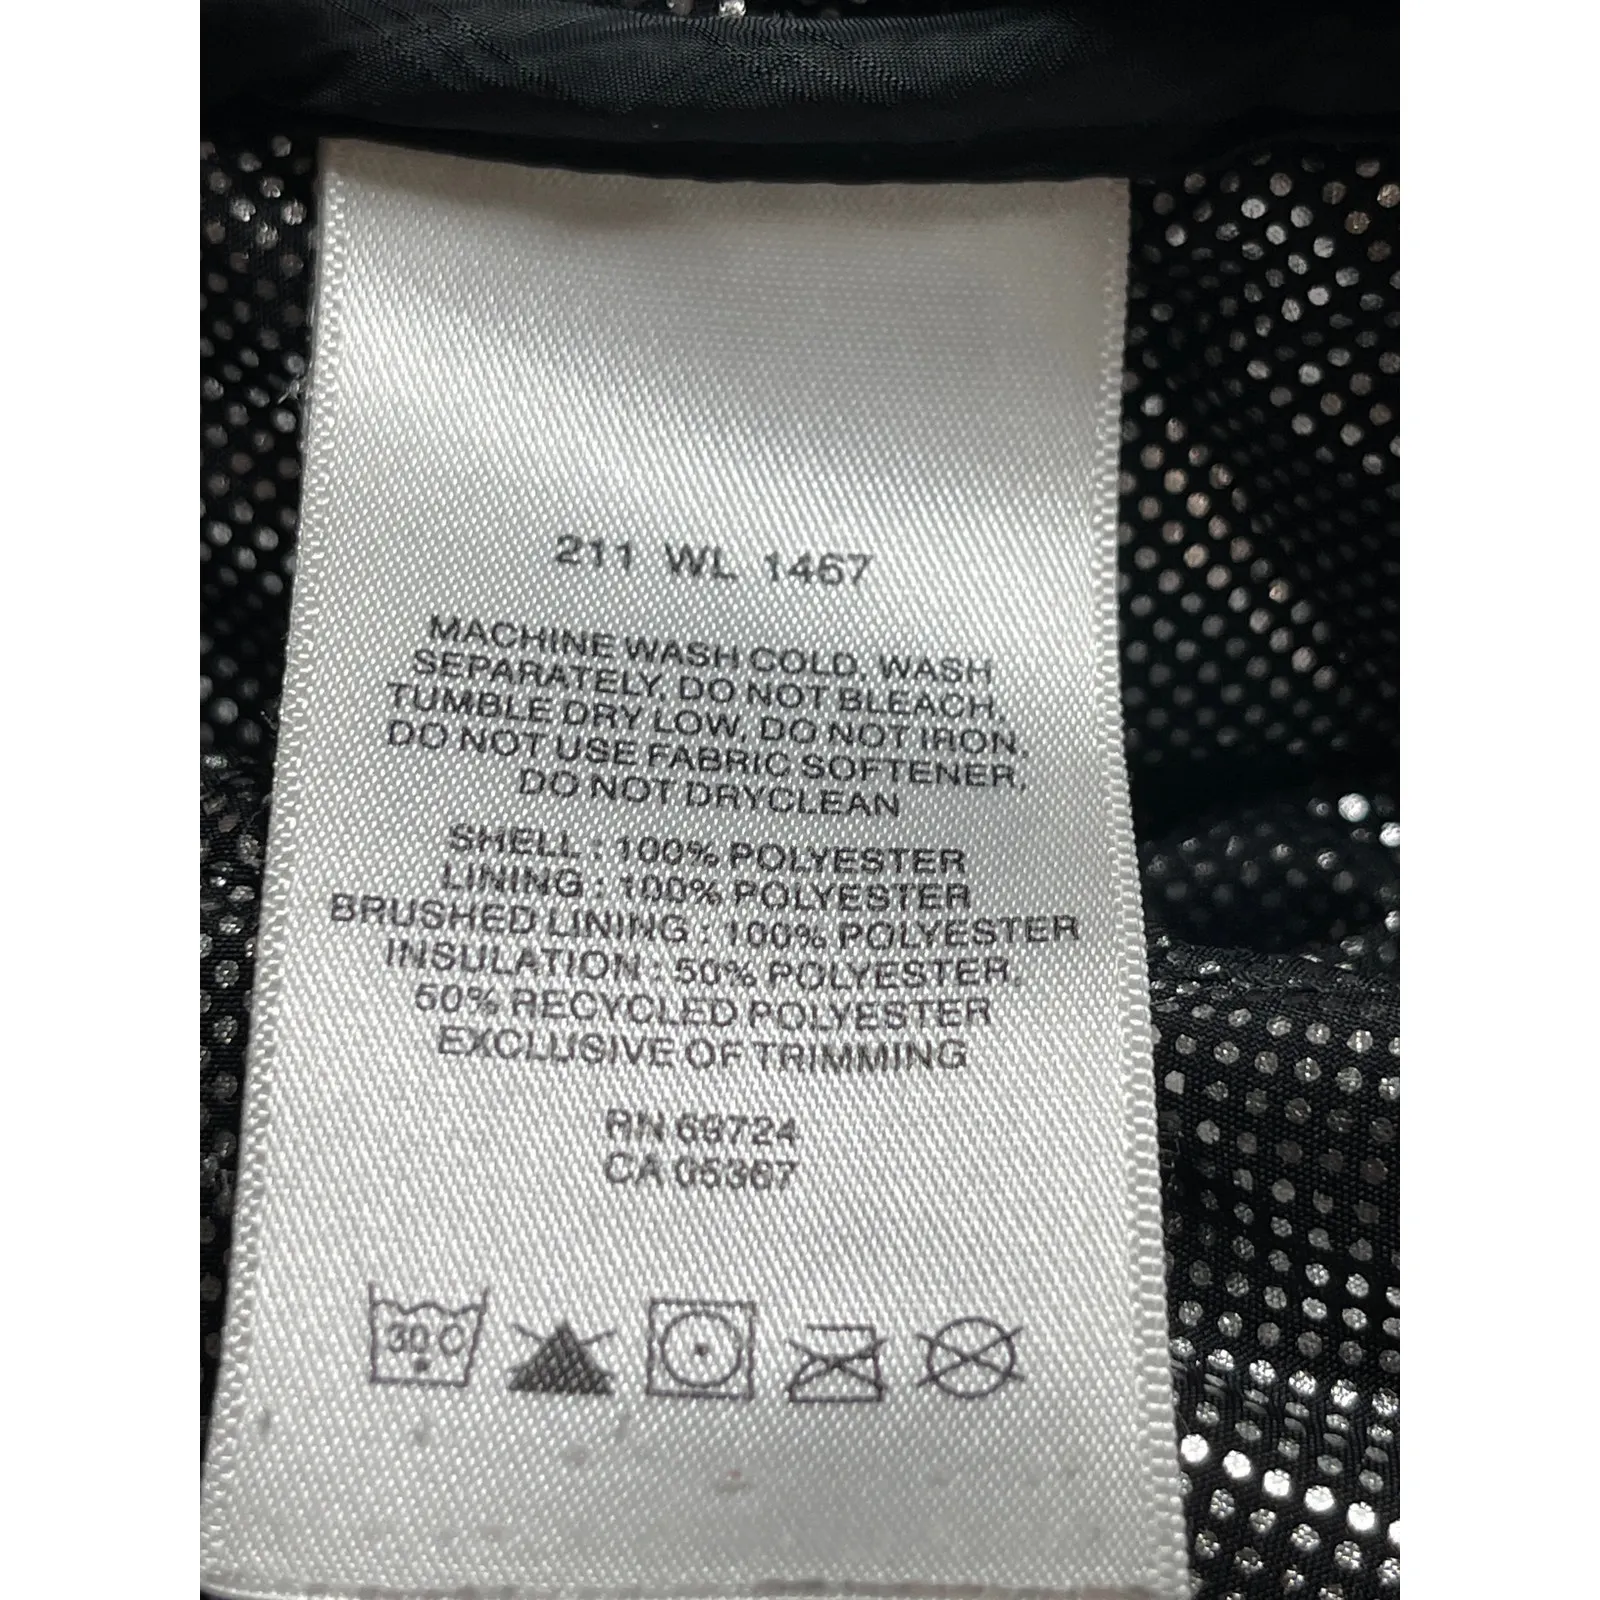 211 WL 1467
MACHINE WASH COLD, WASH
SEPARATELY, DO NOT BLEACH,
TUMBLE DRY LOW, DO NOT IRON,
DO NOT USE FABRIC SOFTENER,
DO NOT DRYCLEAN
SHELL : 100% POLYESTER
LINING : 100% POLYESTER
BRUSHED LINING : 100% POLYESTER
INSULATION : 50% POLYESTER,
50% RECYCLED POLYESTER
EXCLUSIVE OF TRIMMING
RN 69724
CA 05367
30 C